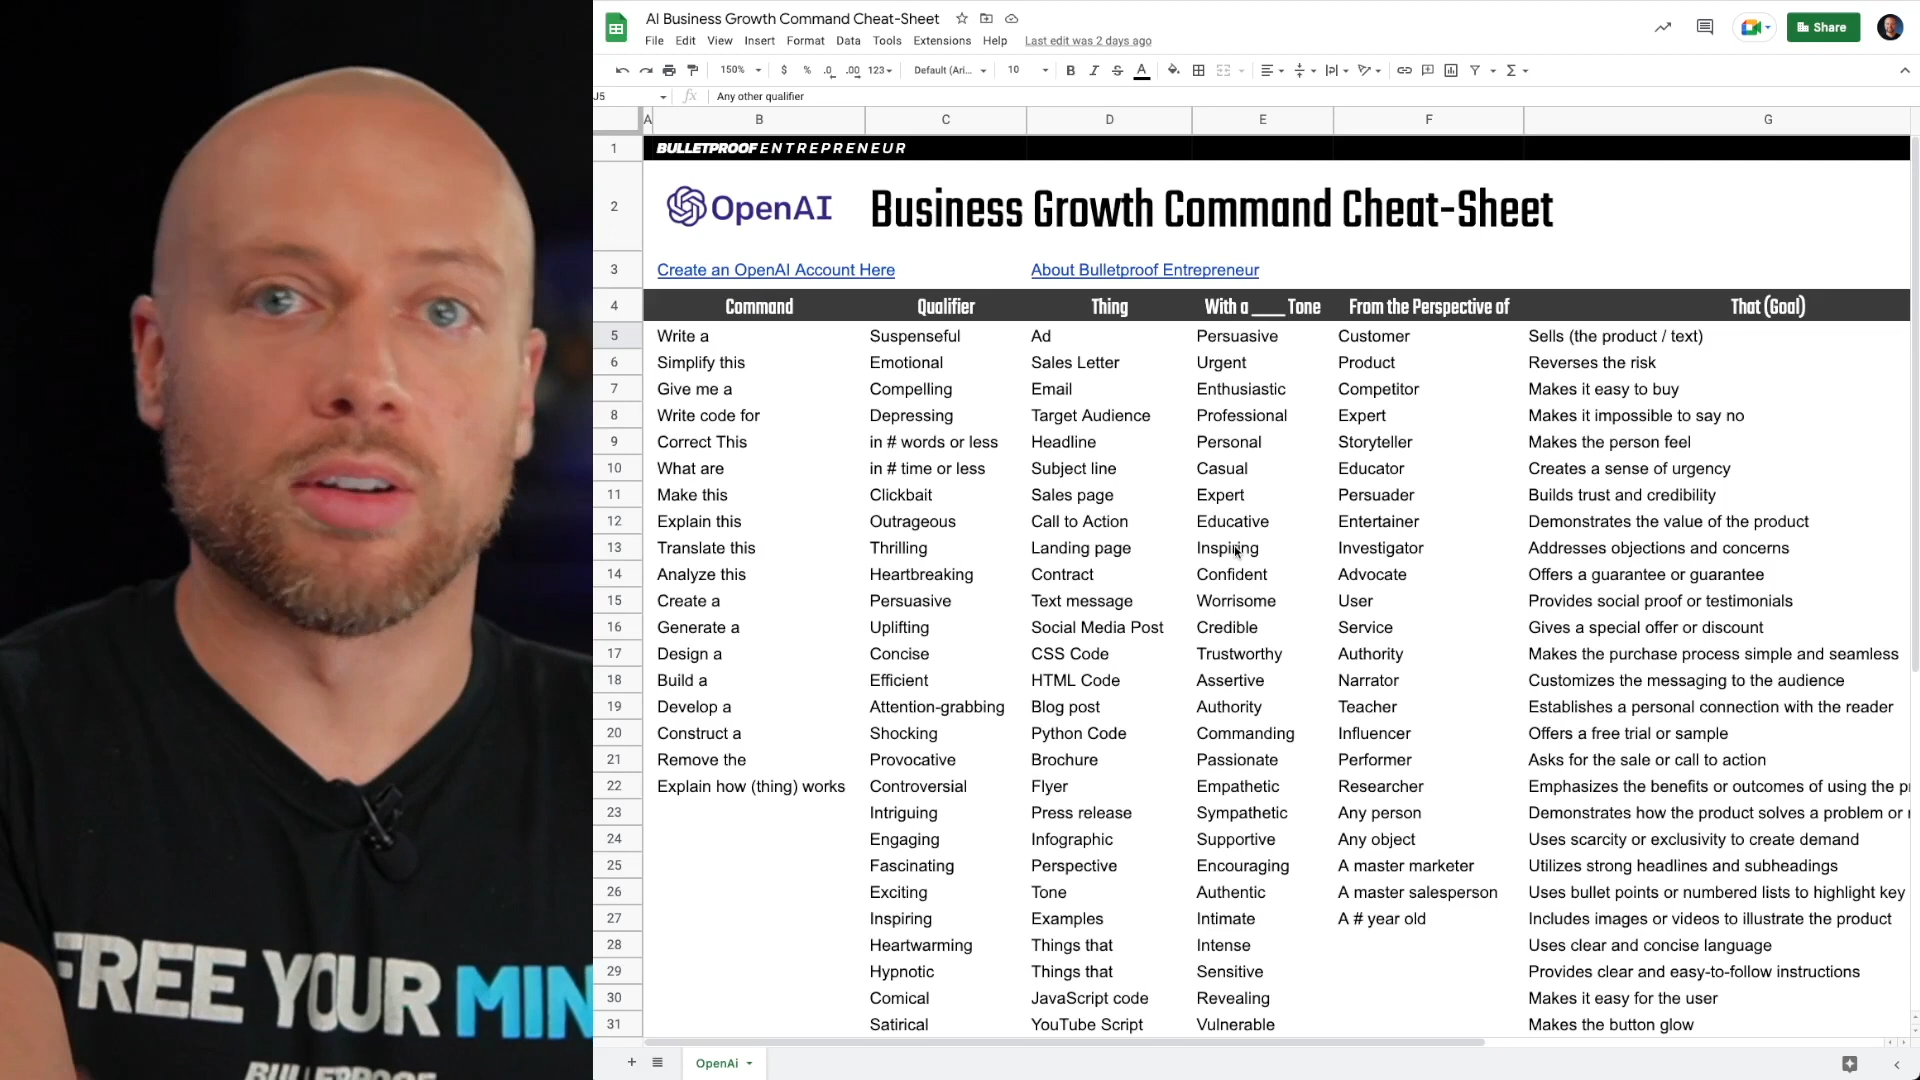 AI Business Growth Command Cheat-Sheet
File Edit View Insert Format Data Tools Extensions Help Last edit was 2 days ago
Share
150% $ % .0 .00 123 Default (Ari... 10 B I S A
J5 fx Any other qualifier
A B C D E F G
1 BULLETPROOF ENTREPRENEUR
2 OpenAI Business Growth Command Cheat-Sheet
3 Create an OpenAI Account Here About Bulletproof Entrepreneur
4 Command Qualifier Thing With a ____ Tone From the Perspective of That (Goal)
5 Write a Suspenseful Ad Persuasive Customer Sells (the product / text)
6 Simplify this Emotional Sales Letter Urgent Product Reverses the risk
7 Give me a Compelling Email Enthusiastic Competitor Makes it easy to buy
8 Write code for Depressing Target Audience Professional Expert Makes it impossible to say no
9 Correct This in # words or less Headline Personal Storyteller Makes the person feel
10 What are in # time or less Subject line Casual Educator Creates a sense of urgency
11 Make this Clickbait Sales page Expert Persuader Builds trust and credibility
12 Explain this Outrageous Call to Action Educative Entertainer Demonstrates the value of the product
13 Translate this Thrilling Landing page Inspiring Investigator Addresses objections and concerns
14 Analyze this Heartbreaking Contract Confident Advocate Offers a guarantee or guarantee
15 Create a Persuasive Text message Worrisome User Provides social proof or testimonials
16 Generate a Uplifting Social Media Post Credible Service Gives a special offer or discount
17 Design a Concise CSS Code Trustworthy Authority Makes the purchase process simple and seamless
18 Build a Efficient HTML Code Assertive Narrator Customizes the messaging to the audience
19 Develop a Attention-grabbing Blog post Authority Teacher Establishes a personal connection with the reader
20 Construct a Shocking Python Code Commanding Influencer Offers a free trial or sample
21 Remove the Provocative Brochure Passionate Performer Asks for the sale or call to action
22 Explain how (thing) works Controversial Flyer Empathetic Researcher Emphasizes the benefits or outcomes of using the p
23 Intriguing Press release Sympathetic Any person Demonstrates how the product solves a problem or
24 Engaging Infographic Supportive Any object Uses scarcity or exclusivity to create demand
25 Fascinating Perspective Encouraging A master marketer Utilizes strong headlines and subheadings
26 Exciting Tone Authentic A master salesperson Uses bullet points or numbered lists to highlight key
27 Inspiring Examples Intimate A # year old Includes images or videos to illustrate the product
28 Heartwarming Things that Intense Uses clear and concise language
29 Hypnotic Things that Sensitive Provides clear and easy-to-follow instructions
30 Comical JavaScript code Revealing Makes it easy for the user
31 Satirical YouTube Script Vulnerable Makes the button glow
OpenAi
FREE YOUR MIN
BULLETPROOF